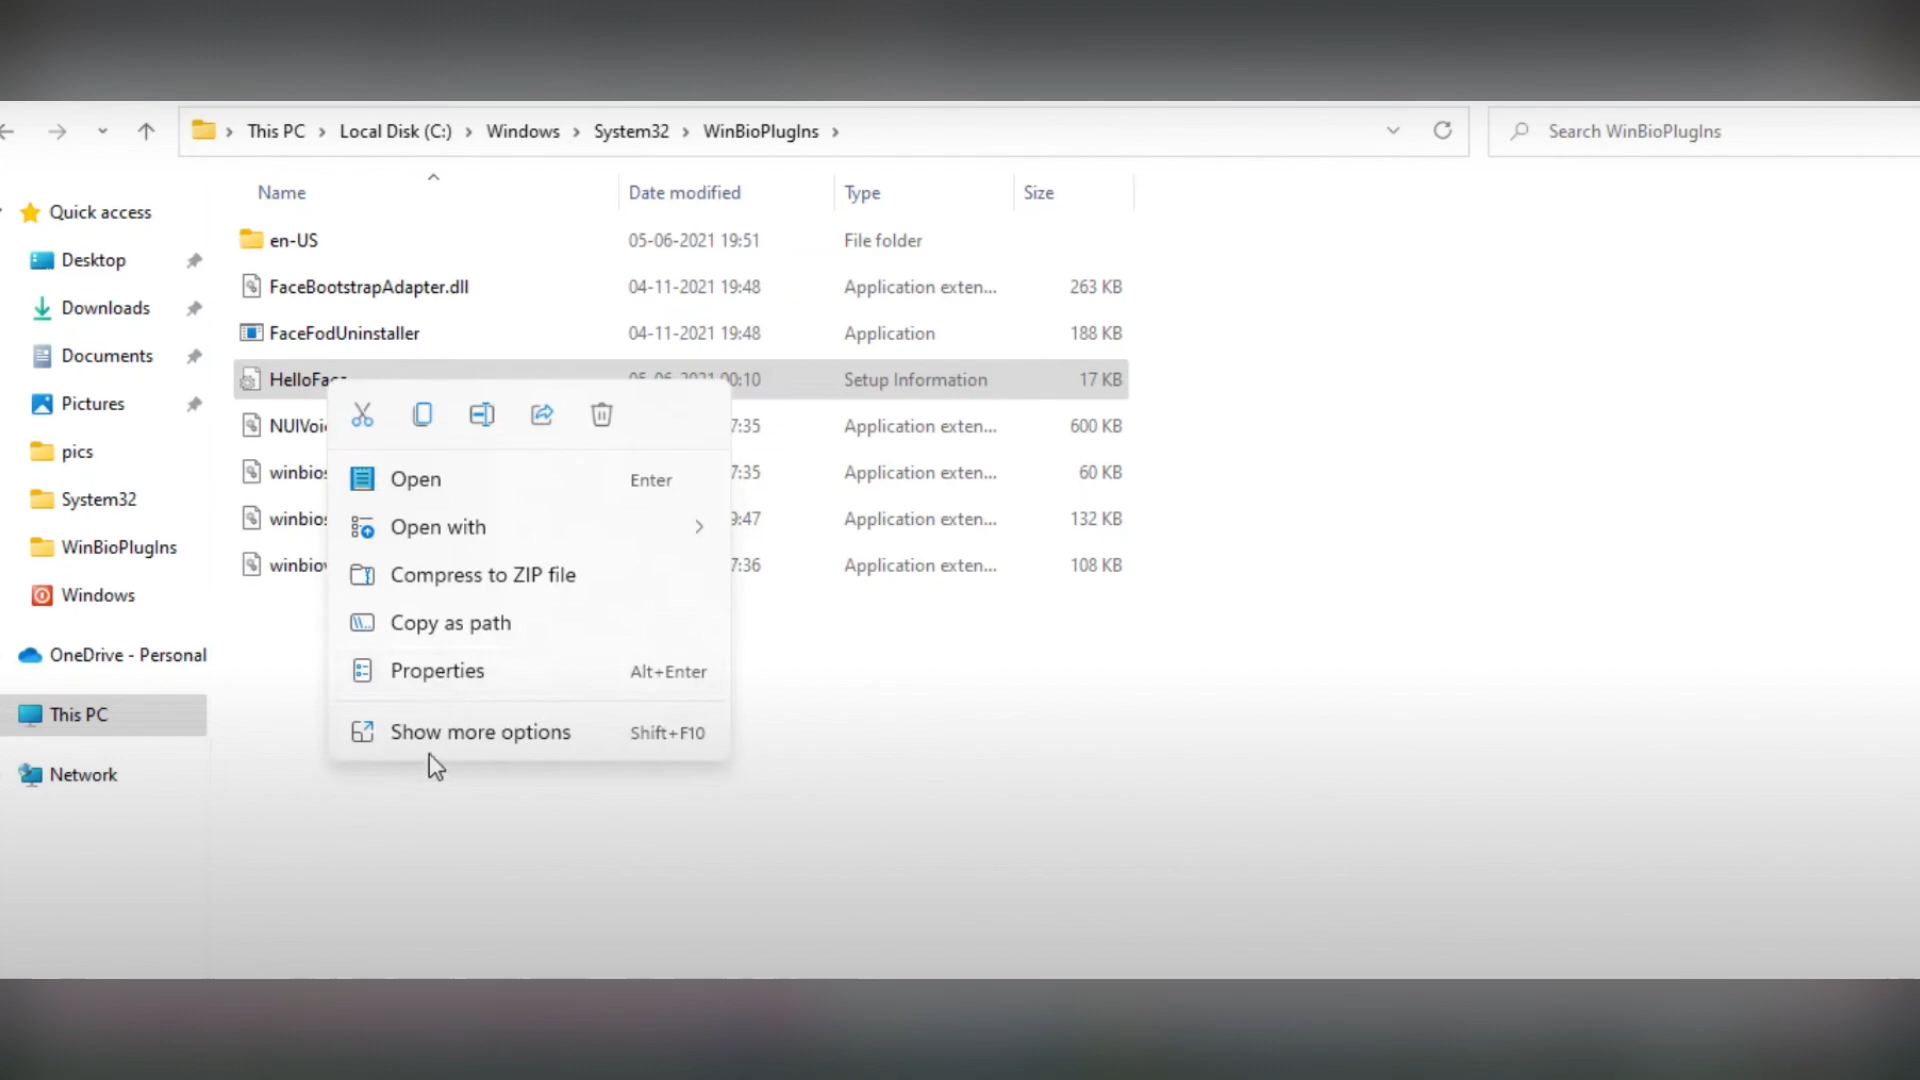 This PC > Local Disk (C:) > Windows > System32 > WinBioPlugIns >
Search WinBioPlugIns
Name Date modified Type Size
Quick access
Desktop
Downloads
Documents
Pictures
pics
System32
WinBioPlugIns
Windows
OneDrive - Personal
This PC
Network
en-US 05-06-2021 19:51 File folder
FaceBootstrapAdapter.dll 04-11-2021 19:48 Application exten... 263 KB
FaceFodUninstaller 04-11-2021 19:48 Application 188 KB
HelloFace 05-06-2021 00:10 Setup Information 17 KB
NUIVoi 7:35 Application exten... 600 KB
winbios 7:35 Application exten... 60 KB
winbios 9:47 Application exten... 132 KB
winbiov 7:36 Application exten... 108 KB
Open Enter
Open with
Compress to ZIP file
Copy as path
Properties Alt+Enter
Show more options Shift+F10